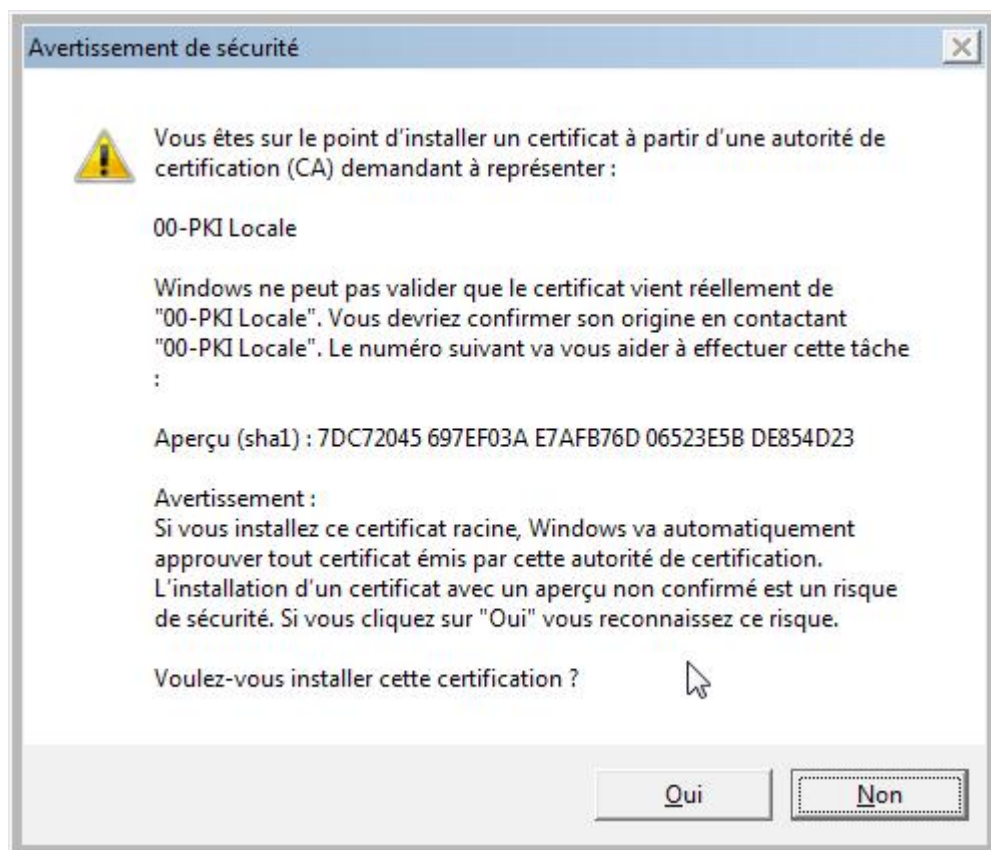 Avertissement de sécurité
Vous êtes sur le point d'installer un certificat à partir d'une autorité de
certification (CA) demandant à représenter :
00-PKI Locale
Windows ne peut pas valider que le certificat vient réellement de
"00-PKI Locale". Vous devriez confirmer son origine en contactant
"00-PKI Locale". Le numéro suivant va vous aider à effectuer cette tâche
:
Aperçu (sha1) : 7DC72045 697EF03A E7AFB76D 06523E5B DE854D23
Avertissement :
Si vous installez ce certificat racine, Windows va automatiquement
approuver tout certificat émis par cette autorité de certification.
L'installation d'un certificat avec un aperçu non confirmé est un risque
de sécurité. Si vous cliquez sur "Oui" vous reconnaissez ce risque.
Voulez-vous installer cette certification ?
Oui
Non